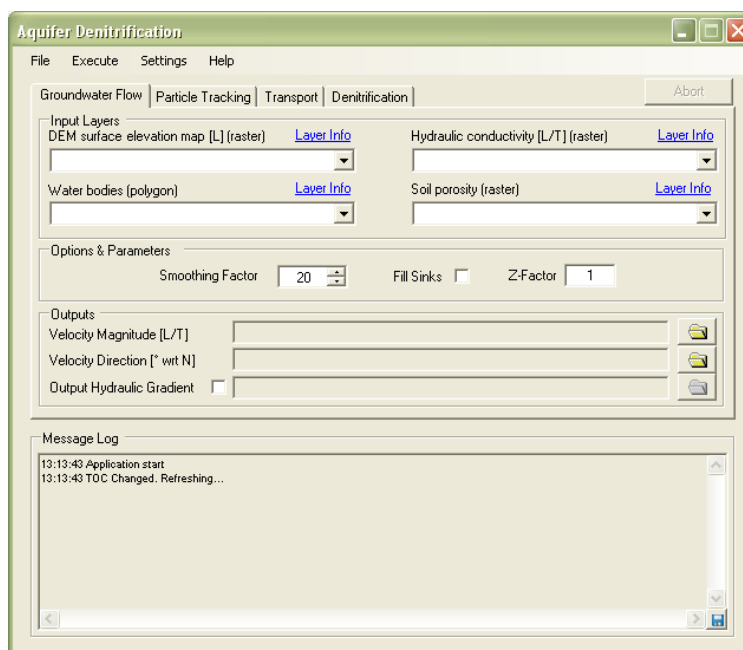 Aquifer Denitrification
File Execute Settings Help
Groundwater Flow Particle Tracking Transport Denitrification Abort
Input Layers
DEM surface elevation map [L] (raster) Layer Info Hydraulic conductivity [L/T] (raster) Layer Info
Water bodies (polygon) Layer Info Soil porosity (raster) Layer Info
Options & Parameters
Smoothing Factor 20 Fill Sinks Z-Factor 1
Outputs
Velocity Magnitude [L/T]
Velocity Direction [° wrt N]
Output Hydraulic Gradient
Message Log
13:13:43 Application start
13:13:43 TOC Changed. Refreshing...